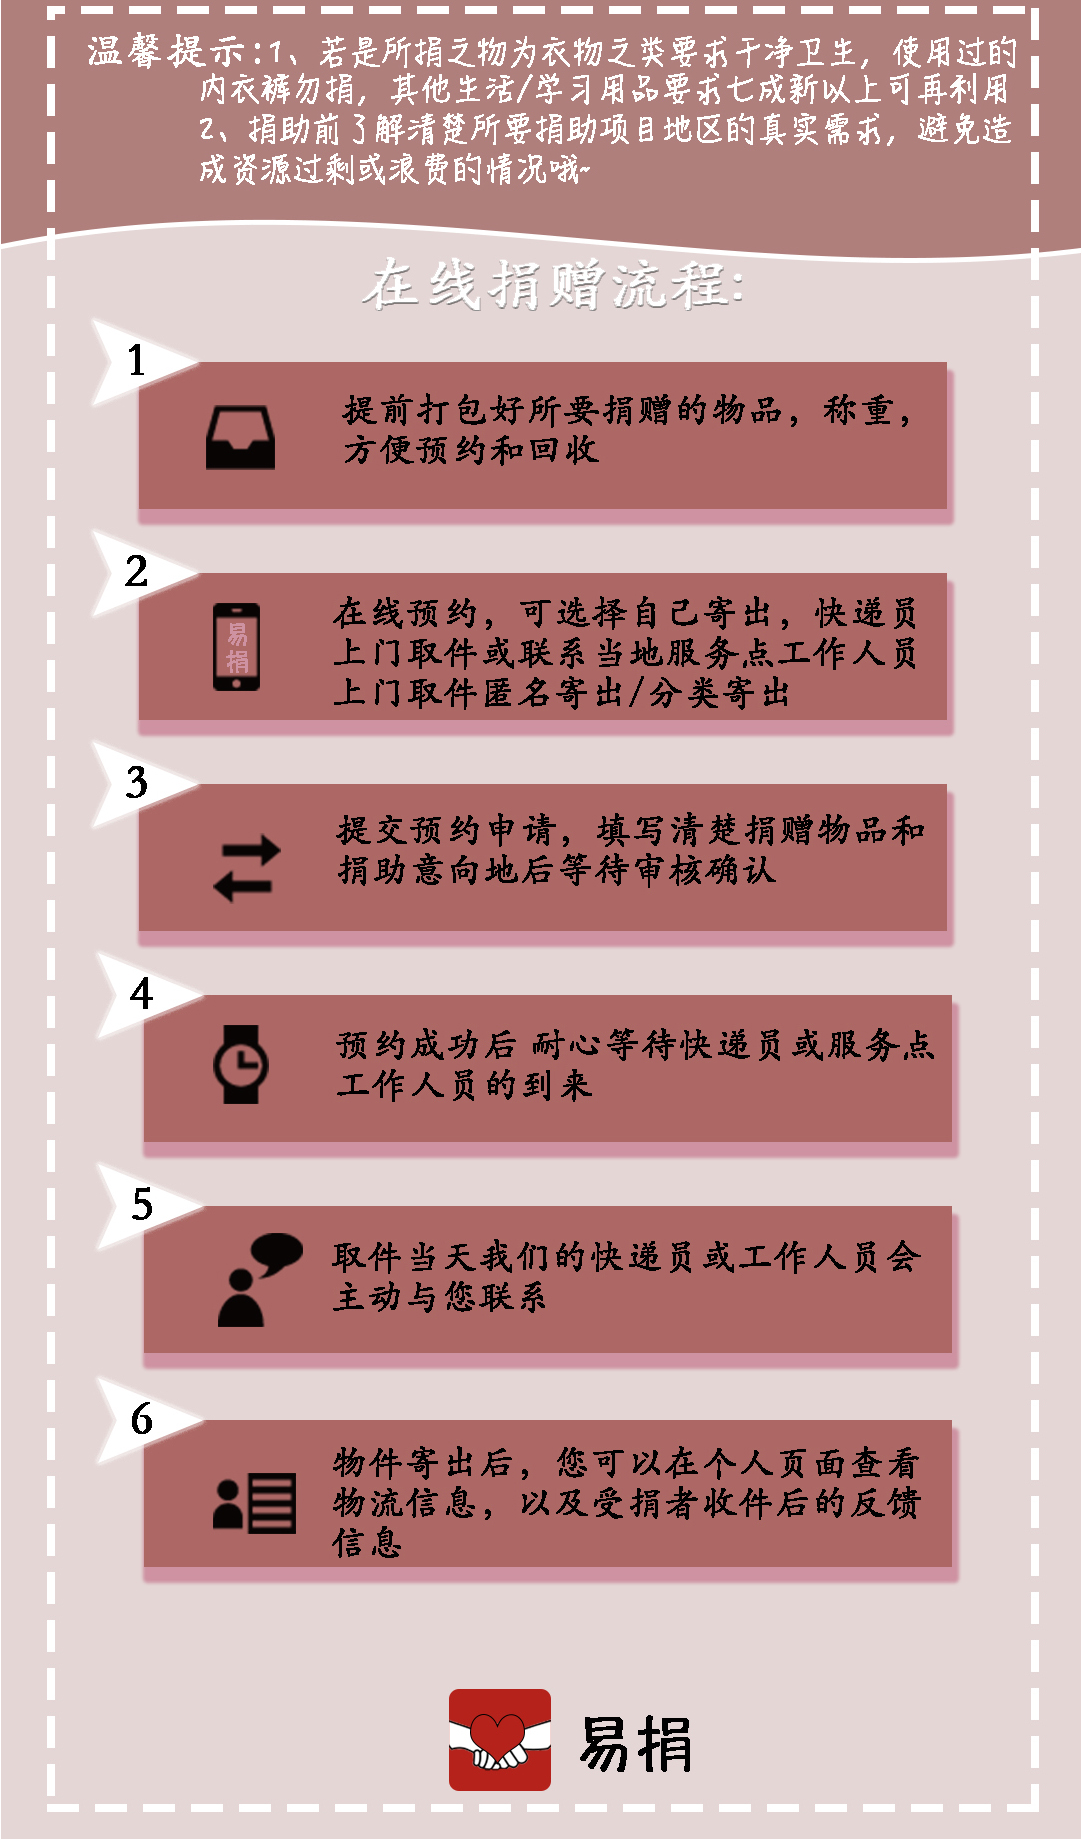 温馨提示:1、若是所捐之物为衣物之类要求干净卫生，使用过的
内衣裤勿捐，其他生活/学习用品要求七成新以上可再利用
2、捐助前了解清楚所要捐助项目地区的真实需求，避免造
成资源过剩或浪费的情况哦~
在线捐赠流程:
1
提前打包好所要捐赠的物品，称重，
方便预约和回收
2
易
捐
在线预约，可选择自己寄出，快递员
上门取件或联系当地服务点工作人员
上门取件匿名寄出/分类寄出
3
提交预约申请，填写清楚捐赠物品和
捐助意向地后等待审核确认
4
预约成功后 耐心等待快递员或服务点
工作人员的到来
5
取件当天我们的快递员或工作人员会
主动与您联系
6
物件寄出后，您可以在个人页面查看
物流信息，以及受捐者收件后的反馈
信息
易捐